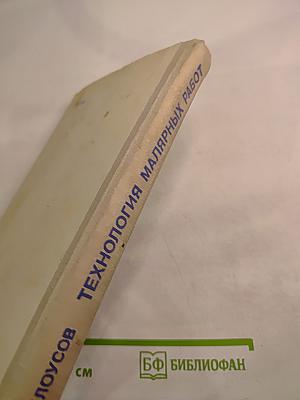 ЛОУСОВ ТЕХНОЛОГИЯ МАЛЯРНЫХ РАБОТ
см
БФ БИБЛИОФАН